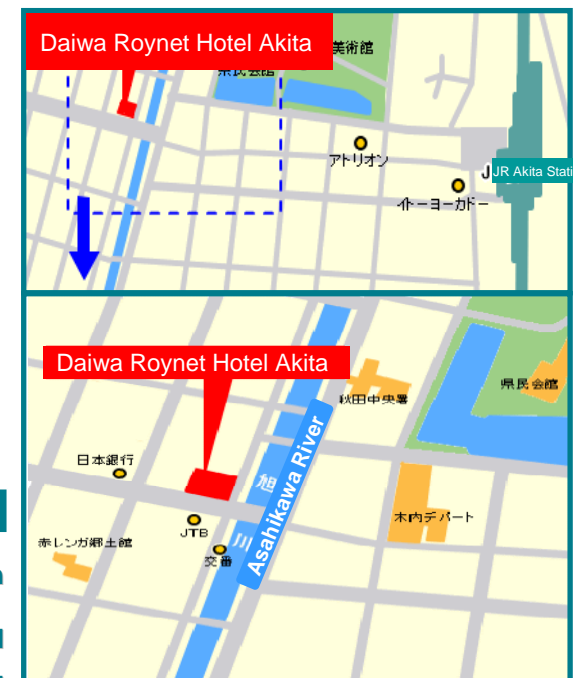 Daiwa Roynet Hotel Akita
美術館
県民会館
アトリオン
JR Akita Stati
イトーヨーカドー
Daiwa Roynet Hotel Akita
県民会館
秋田中央署
Asahikawa River
旭
川
日本銀行
木内デパート
JTB
赤レンガ郷土館
交番